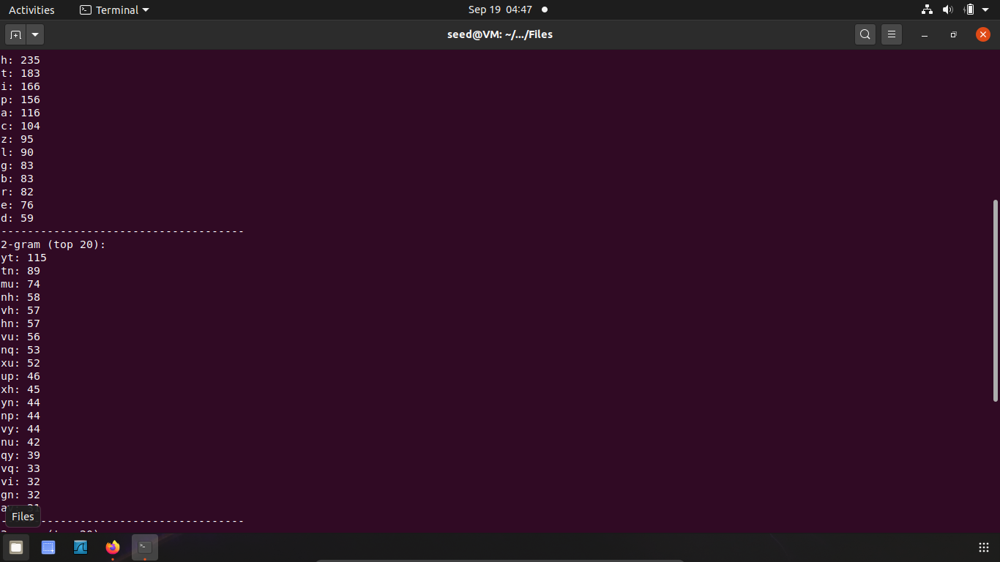 Activities
Terminal
Sep 19 04:47
seed@VM: ~/.../Files
h: 235
t: 183
i: 166
p: 156
a: 116
c: 104
z: 95
l: 90
g: 83
b: 83
r: 82
e: 76
d: 59
-------------------------------------
2-gram (top 20):
yt: 115
tn: 89
mu: 74
nh: 58
vh: 57
hn: 57
vu: 56
nq: 53
xu: 52
up: 46
xh: 45
yn: 44
np: 44
vy: 44
nu: 42
qy: 39
vq: 33
vi: 32
gn: 32
Files